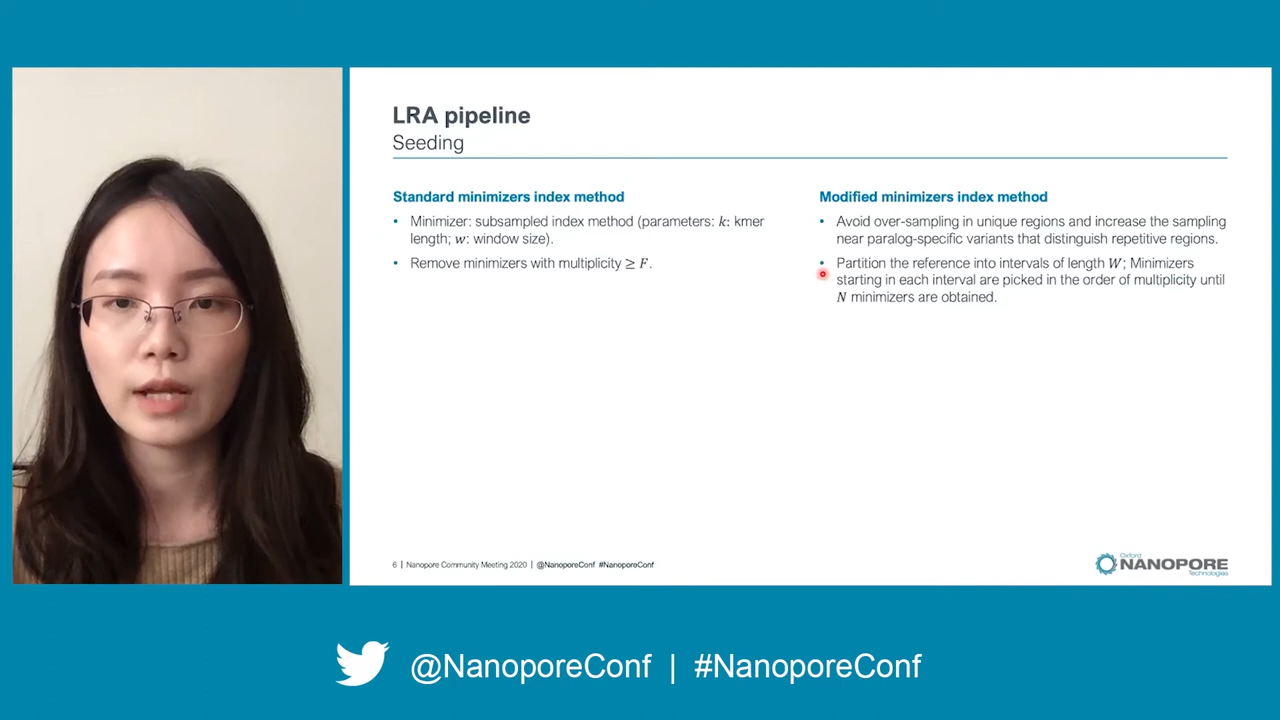 LRA pipeline
Seeding
Standard minimizers index method
• Minimizer: subsampled index method (parameters: k: kmer
length; w: window size).
• Remove minimizers with multiplicity ≥ F.
Modified minimizers index method
• Avoid over-sampling in unique regions and increase the sampling
near paralog-specific variants that distinguish repetitive regions.
• Partition the reference into intervals of length W; Minimizers
starting in each interval are picked in the order of multiplicity until
N minimizers are obtained.
6 | Nanopore Community Meeting 2020 | @NanoporeConf #NanoporeConf
Oxford
NANOPORE
Technologies
@NanoporeConf | #NanoporeConf